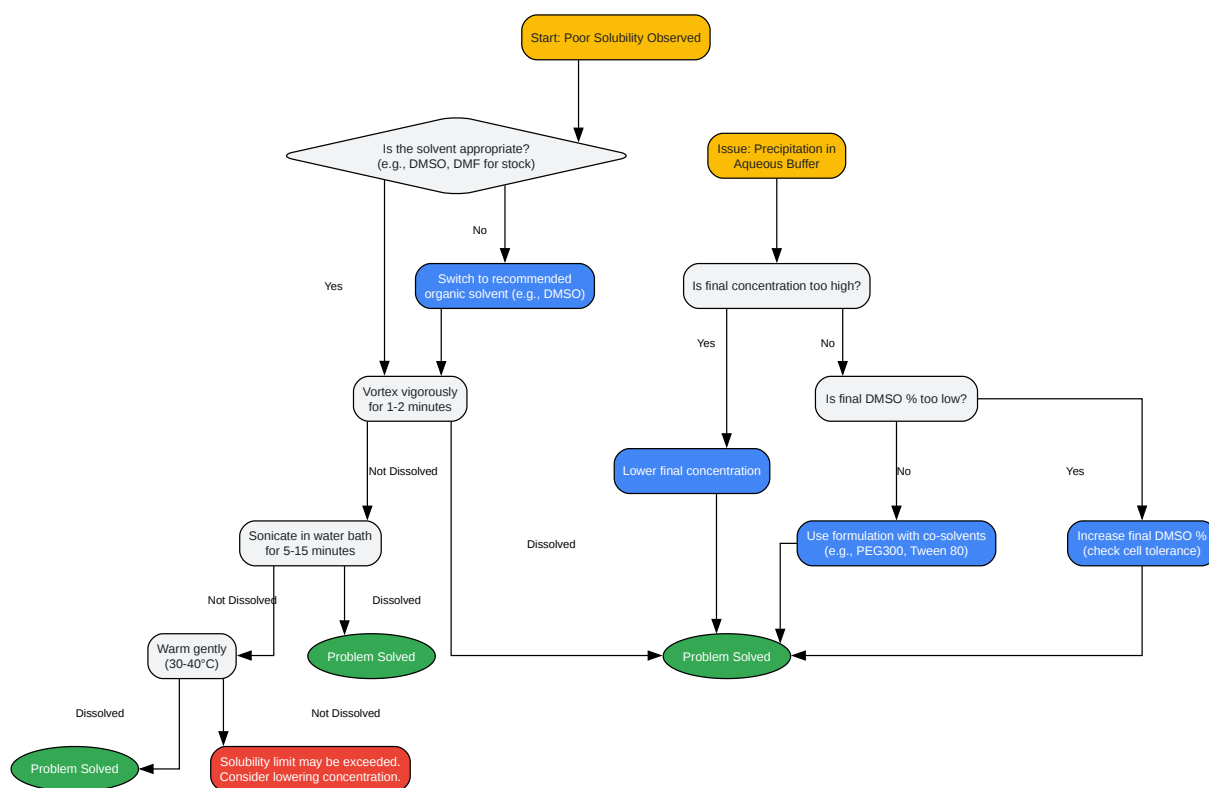 Start: Poor Solubility Observed
Is the solvent appropriate?
(e.g., DMSO, DMF for stock)
Issue: Precipitation in
Aqueous Buffer
No
Yes
Switch to recommended
organic solvent (e.g., DMSO)
Is final concentration too high?
Yes
No
Vortex vigorously
for 1-2 minutes
Is final DMSO % too low?
Not Dissolved
Lower final concentration
No
Yes
Sonicate in water bath
for 5-15 minutes
Dissolved
Use formulation with co-solvents
(e.g., PEG300, Tween 80)
Increase final DMSO %
(check cell tolerance)
Not Dissolved
Dissolved
Warm gently
(30-40°C)
Problem Solved
Problem Solved
Dissolved
Not Dissolved
Problem Solved
Solubility limit may be exceeded.
Consider lowering concentration.